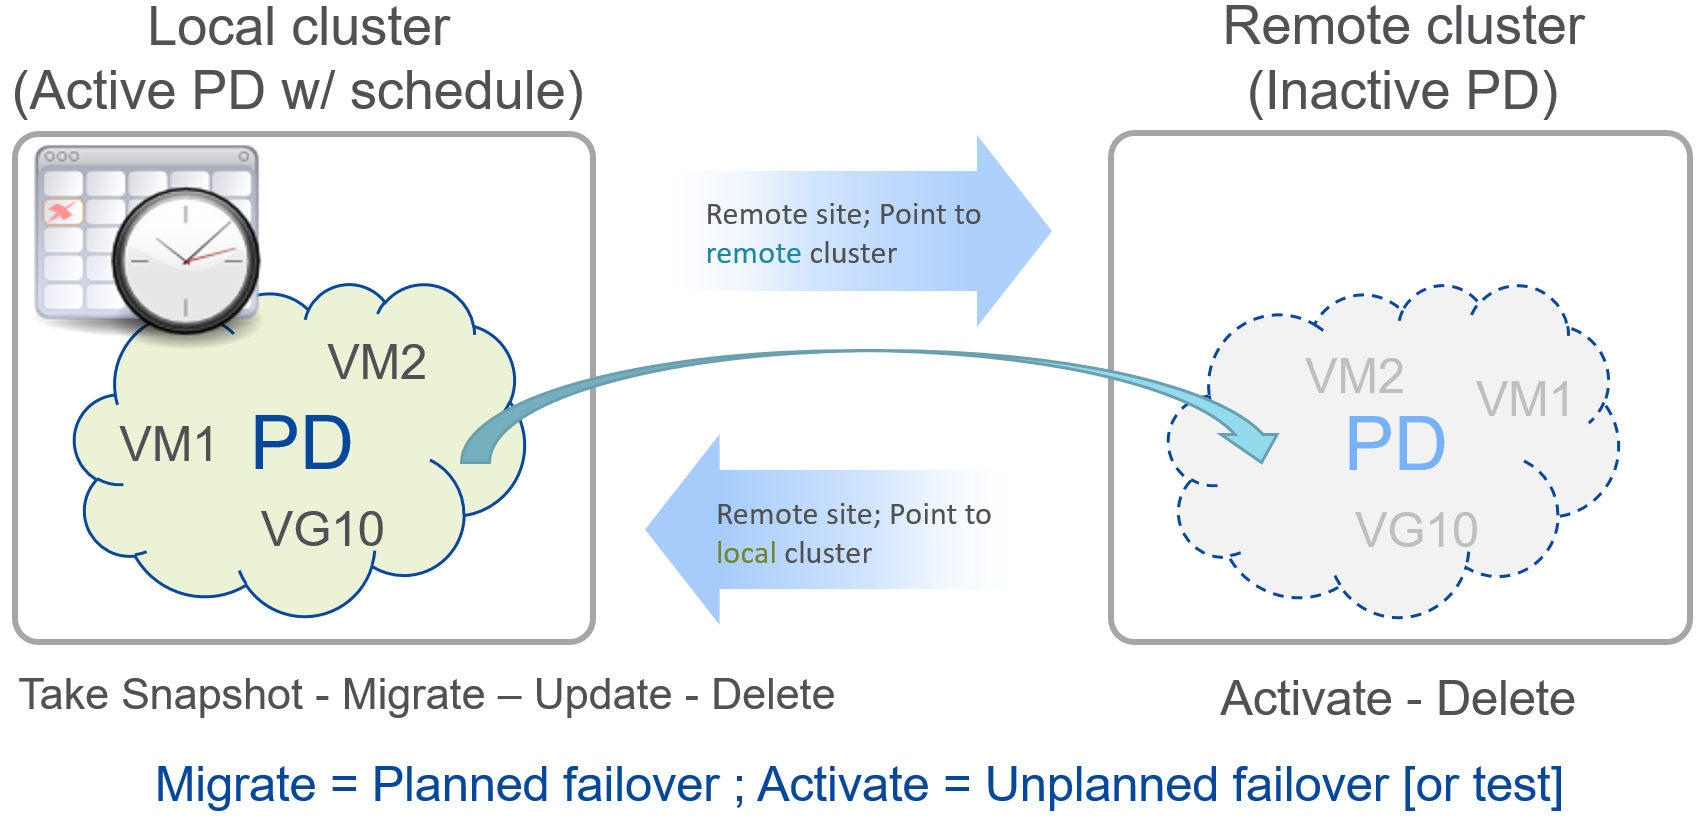 Local cluster
(Active PD w/ schedule)
Remote cluster
(Inactive PD)
Remote site; Point to
remote cluster
VM2
VM1
PD
VG10
VM2
VM1
PD
VG10
Remote site; Point to
local cluster
Take Snapshot - Migrate – Update - Delete
Activate - Delete
Migrate = Planned failover ; Activate = Unplanned failover [or test]